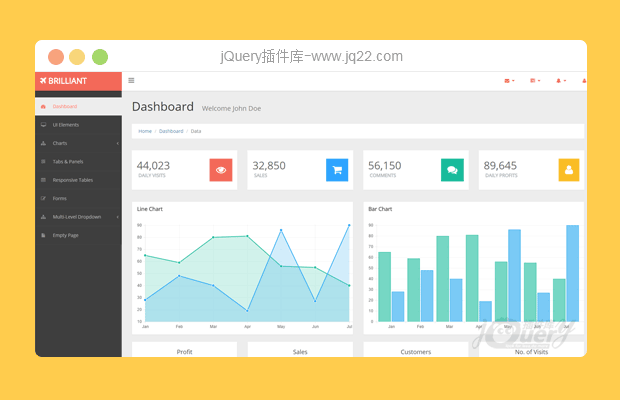 jQuery插件库-www.jq22.com
BRILLIANT
Dashboard
UI Elements
Charts
Tabs & Panels
Responsive Tables
Forms
Multi-Level Dropdown
Empty Page
Dashboard Welcome John Doe
Home / Dashboard / Data
44,023
DAILY VISITS
32,850
SALES
56,150
COMMENTS
89,645
DAILY PROFITS
Line Chart
90
80
70
60
50
40
30
20
10
Jan Feb Mar Apr May Jun Jul
Bar Chart
90
80
70
60
50
40
30
20
10
0
Jan Feb Mar Apr May Jun Jul
jQuery
Profit
Sales
Customers
No. of Visits